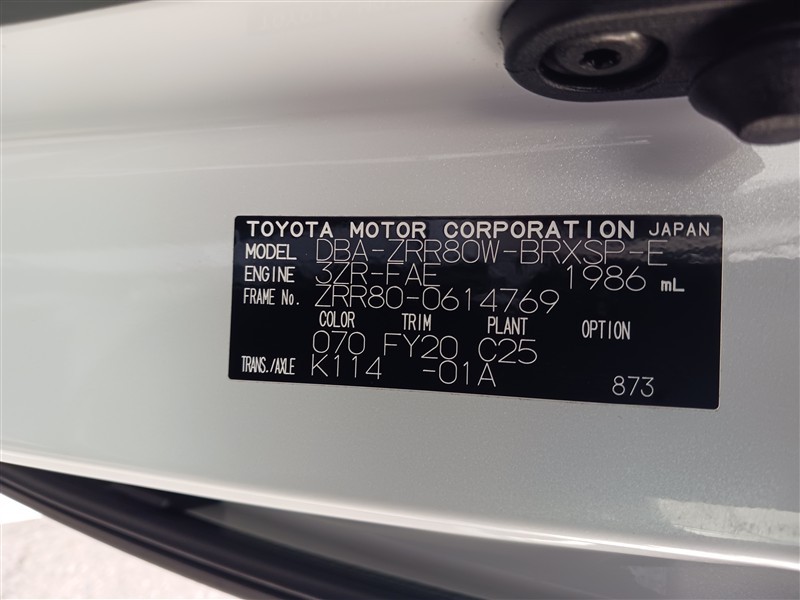 TOYOTA MOTOR CORPORATION JAPAN
MODEL DBA-ZRR80W-BRXSP-E
ENGINE 3ZR-FAE 1986 mL
FRAME No. ZRR80-0614769
COLOR TRIM PLANT OPTION
070 FY20 C25
TRANS./AXLE K114 -01A 873